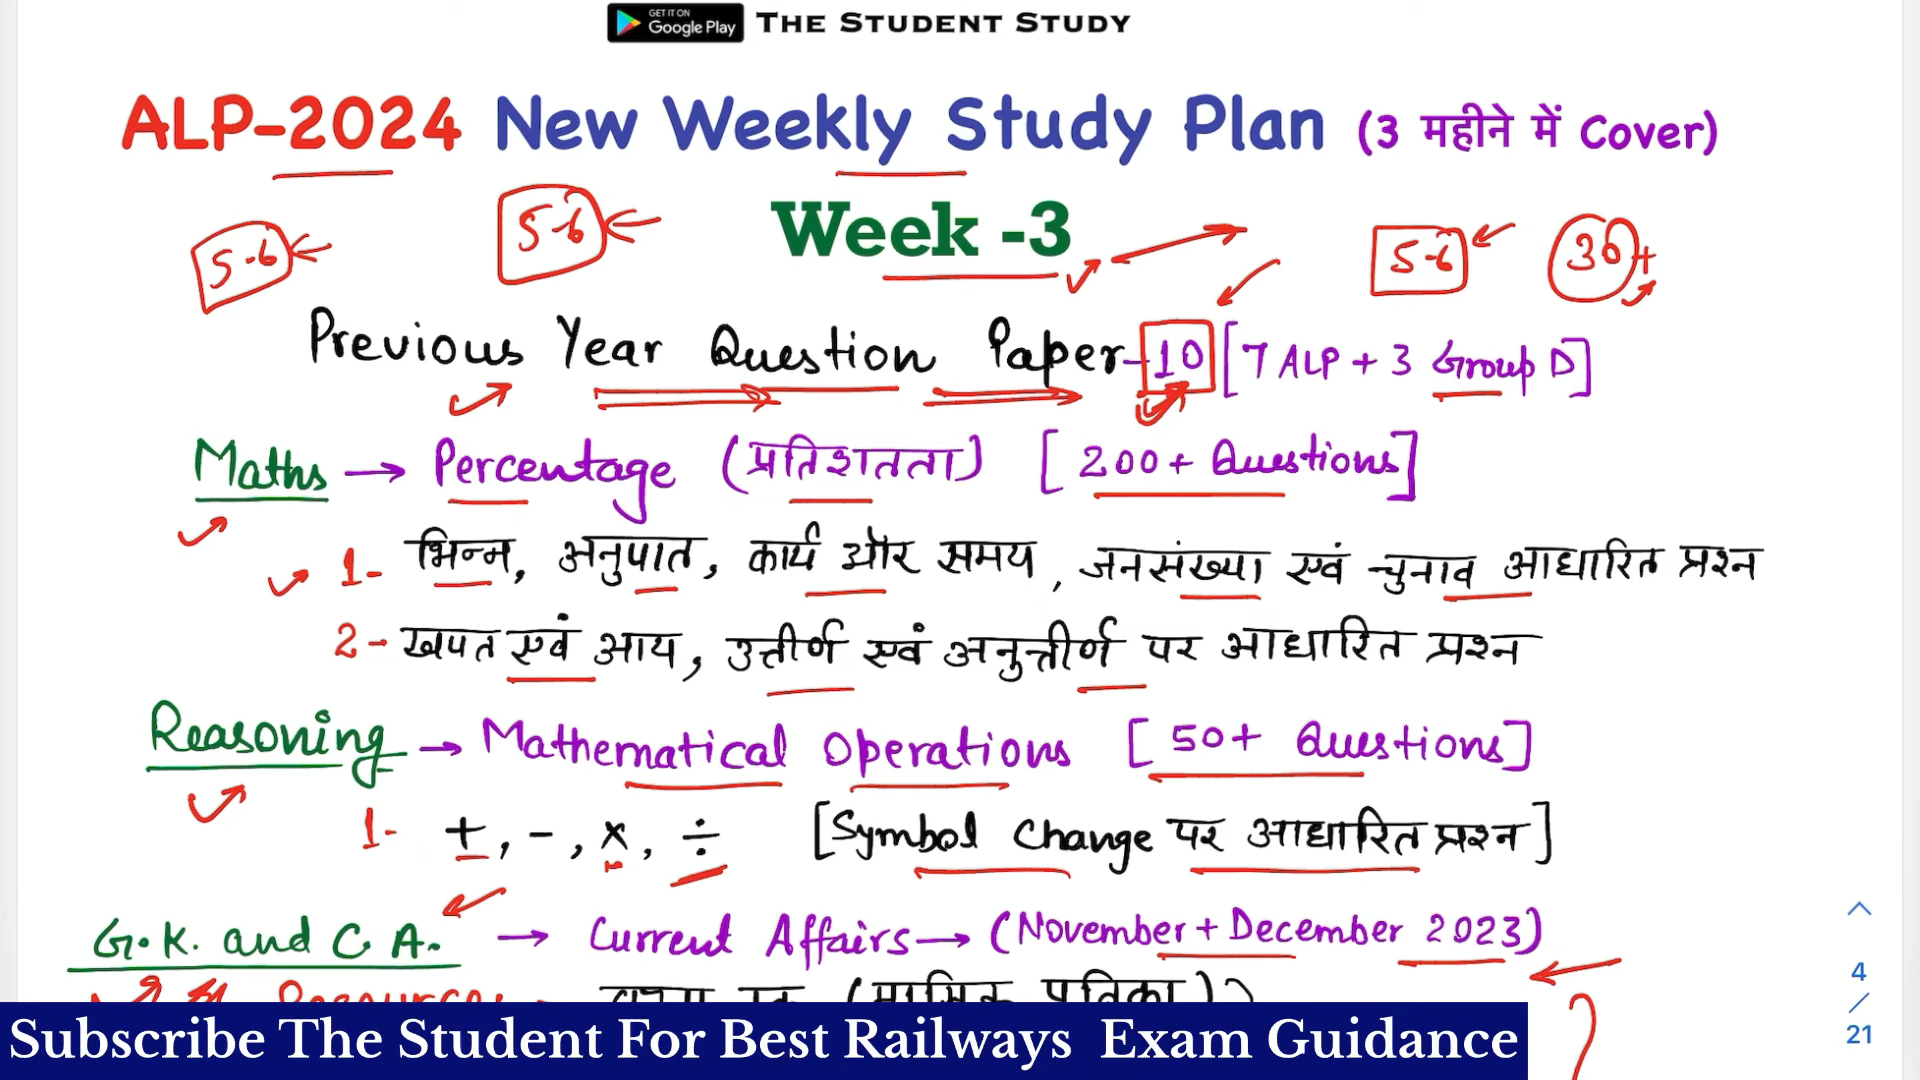 GET IT ON
Google Play
THE STUDENT STUDY
ALP-2024 New Weekly Study Plan (3 महीने में Cover)
5-6
5-6
Week -3
5-6
36+
Previous Year Question Paper-10 [7 ALP + 3 Group D]
Maths → Percentage (प्रतिशतता) [200+ Questions]
1- भिन्न, अनुपात, कार्य और समय, जनसंख्या एवं चुनाव आधारित प्रश्न
2- खपत एवं आय, उत्तीर्ण एवं अनुत्तीर्ण पर आधारित प्रश्न
Reasoning → Mathematical Operations [50+ Questions]
1- +, -, ×, ÷ [Symbol Change पर आधारित प्रश्न]
G.K. and C.A. → Current Affairs → (November + December 2023)
(मासिक पत्रिका)
4
/
21
Subscribe The Student For Best Railways Exam Guidance